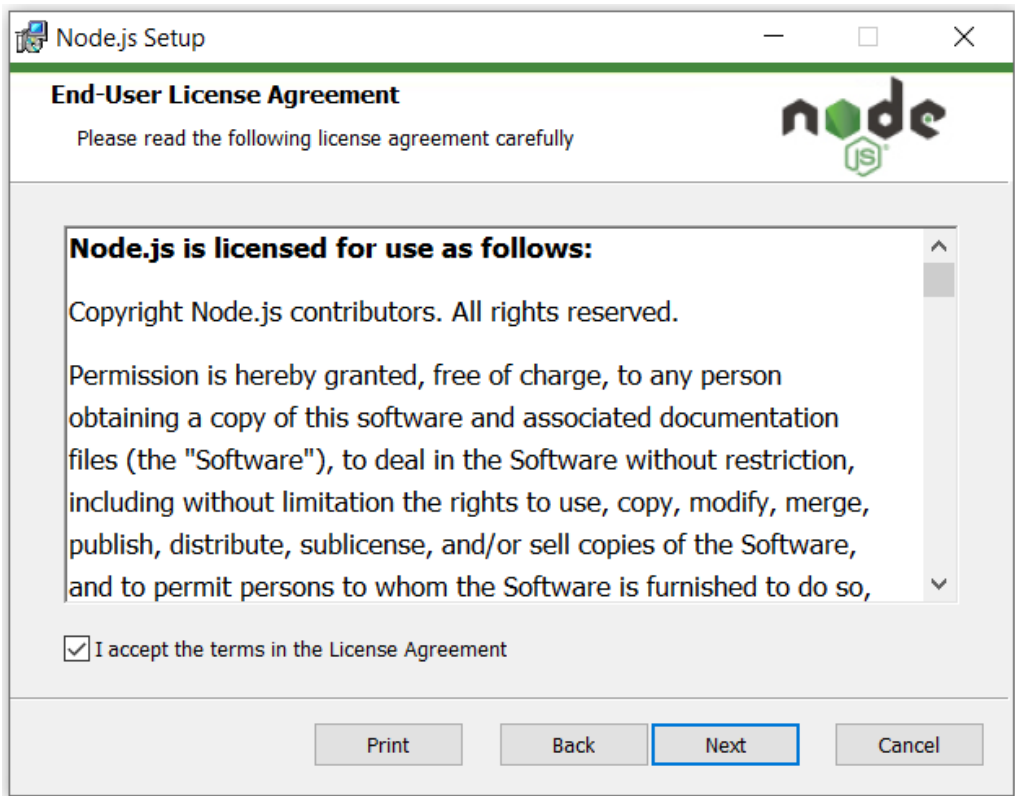 Node.js Setup
End-User License Agreement
Please read the following license agreement carefully
node
JS
Node.js is licensed for use as follows:
Copyright Node.js contributors. All rights reserved.
Permission is hereby granted, free of charge, to any person
obtaining a copy of this software and associated documentation
files (the "Software"), to deal in the Software without restriction,
including without limitation the rights to use, copy, modify, merge,
publish, distribute, sublicense, and/or sell copies of the Software,
and to permit persons to whom the Software is furnished to do so,
I accept the terms in the License Agreement
Print Back Next Cancel